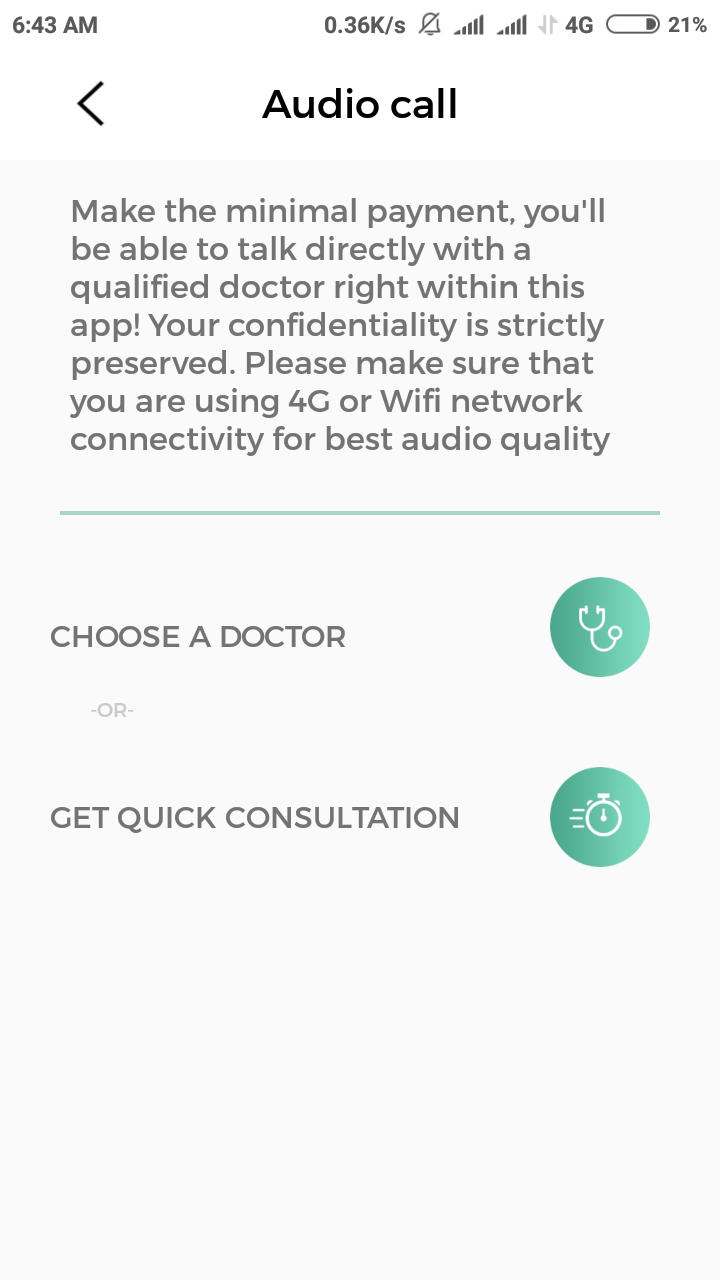 6:43 AM 0.36K/s 4G 21%
Audio call
Make the minimal payment, you'll
be able to talk directly with a
qualified doctor right within this
app! Your confidentiality is strictly
preserved. Please make sure that
you are using 4G or Wifi network
connectivity for best audio quality
CHOOSE A DOCTOR
-OR-
GET QUICK CONSULTATION